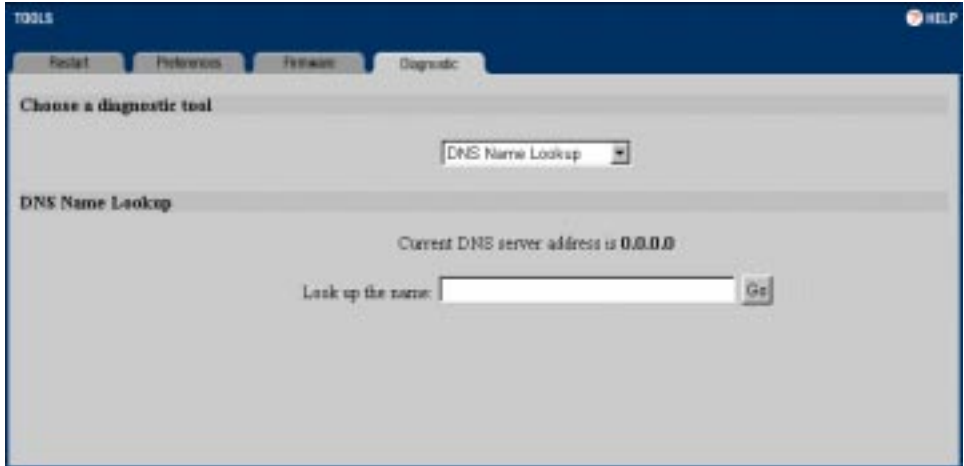 TOOLS
HELP
Restart
Preferences
Firmware
Diagnostic
Choose a diagnostic tool
DNS Name Lookup
DNS Name Lookup
Current DNS server address is 0.0.0.0
Look up the name:
Go